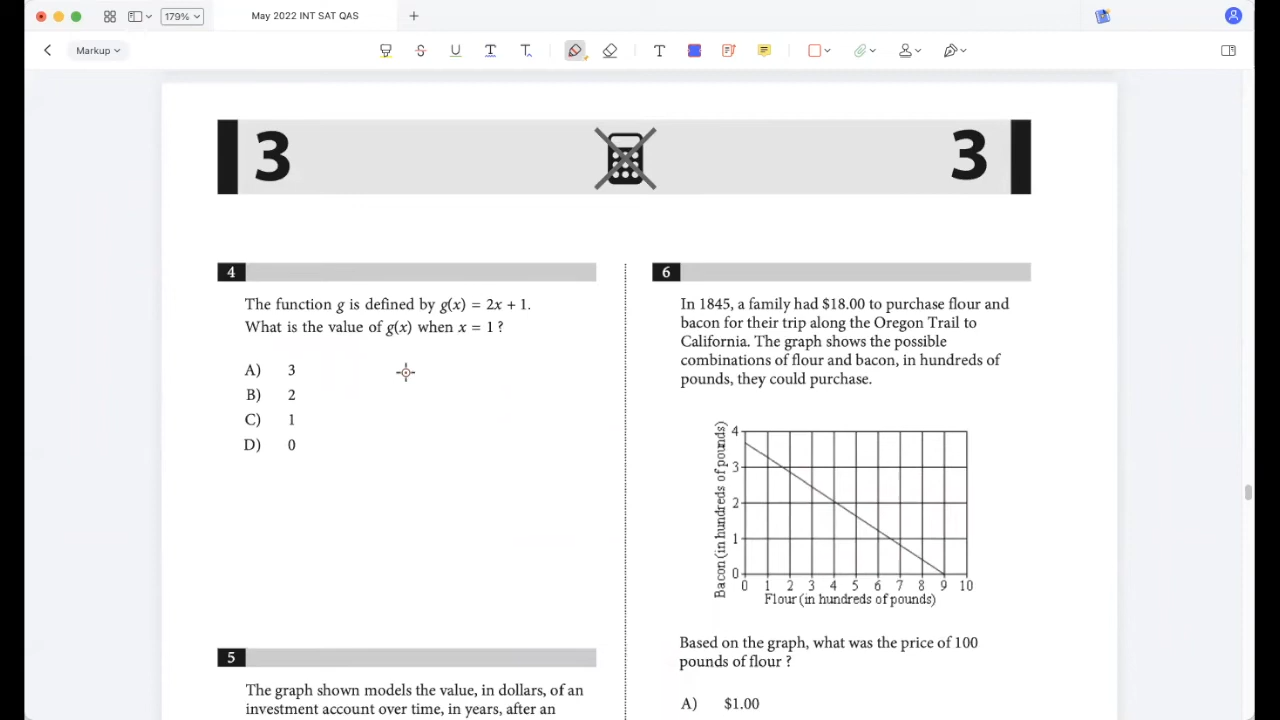 179%
May 2022 INT SAT QAS
Markup
3
3
4
The function g is defined by g(x) = 2x + 1.
What is the value of g(x) when x = 1 ?
A) 3
B) 2
C) 1
D) 0
5
The graph shown models the value, in dollars, of an
investment account over time, in years, after an
6
In 1845, a family had $18.00 to purchase flour and
bacon for their trip along the Oregon Trail to
California. The graph shows the possible
combinations of flour and bacon, in hundreds of
pounds, they could purchase.
Bacon (in hundreds of pounds)
4
3
2
1
0
0 1 2 3 4 5 6 7 8 9 10
Flour (in hundreds of pounds)
Based on the graph, what was the price of 100
pounds of flour ?
A) $1.00